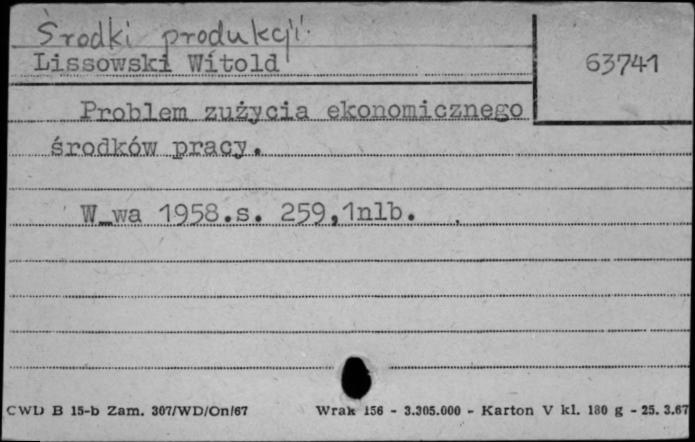 Środki produkcji
Lissowski Witold
63741
Problem zużycia ekonomicznego
środków pracy.
W_wa 1958.s. 259,1nlb.
CWD B 15-b Zam. 307/WD/On/67
Wrak 156 - 3.305.000 - Karton V kl. 180 g - 25. 3.67